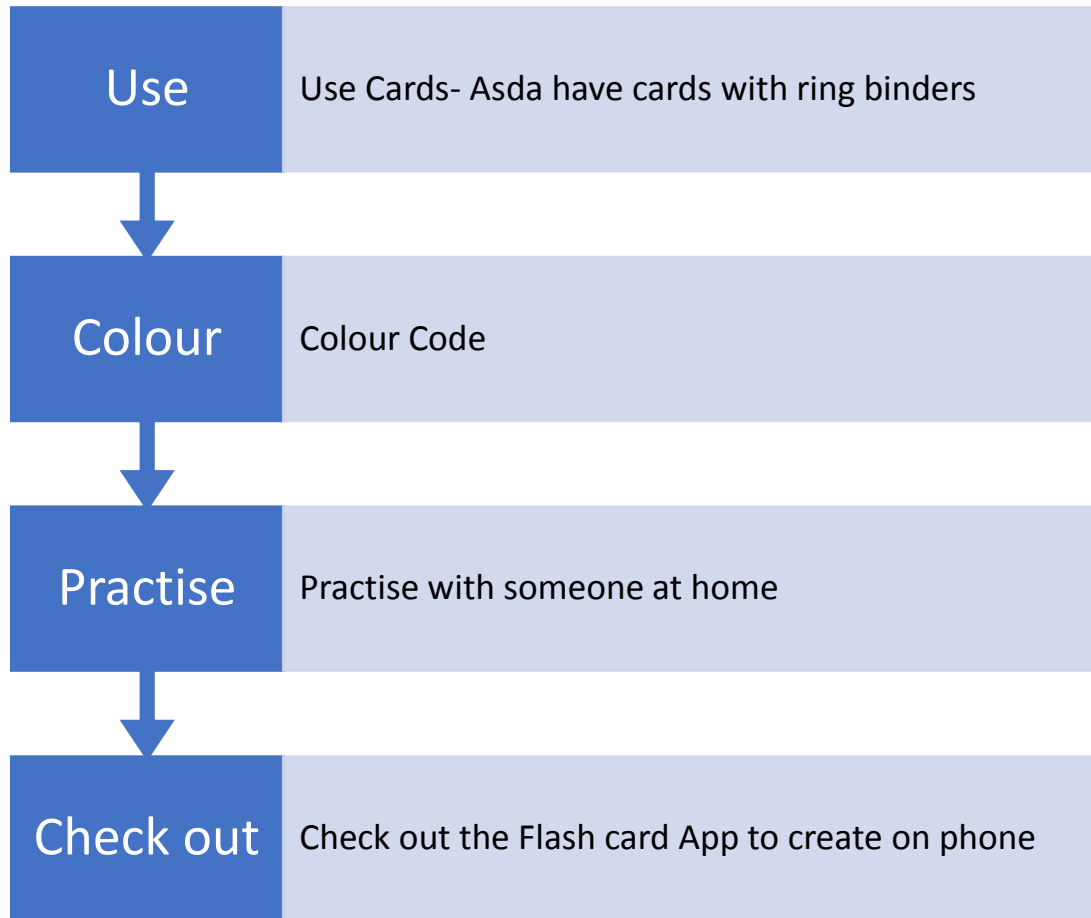 Use
Use Cards- Asda have cards with ring binders
Colour
Colour Code
Practise
Practise with someone at home
Check out
Check out the Flash card App to create on phone